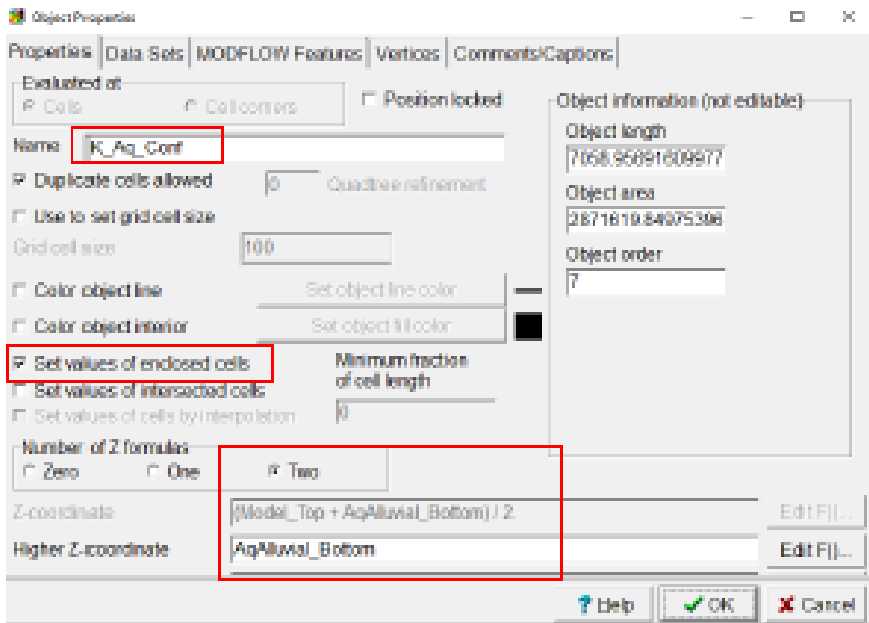 Object Properties
Properties Data Sets MODFLOW Features Vertices Comments/Captions
Evaluated at
Cells Cell corners
Position locked
Object information (not editable)
Name K_Aq_Conf
Object length
7058.95691609977
Duplicate cells allowed 0 Quadtree refinement
Object area
2871619.84975396
Use to set grid cell size
Grid cell size 100
Object order
7
Color object line Set object line color
Color object interior Set object fill color
Set values of enclosed cells
Minimum fraction
of cell length
Set values of intersected cells
Set values of cells by interpolation 0
Number of Z formulas
Zero One Two
Z-coordinate (Model_Top + AqAlluvial_Bottom) / 2. Edit F()...
Higher Z-coordinate AqAlluvial_Bottom Edit F()...
? Help OK Cancel